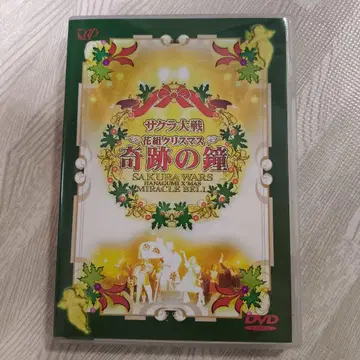 サクラ大戦
花組クリスマス
奇跡の鐘
SAKURA WARS
HANAGUMI X'MAS
MIRACLE BELL
DVD